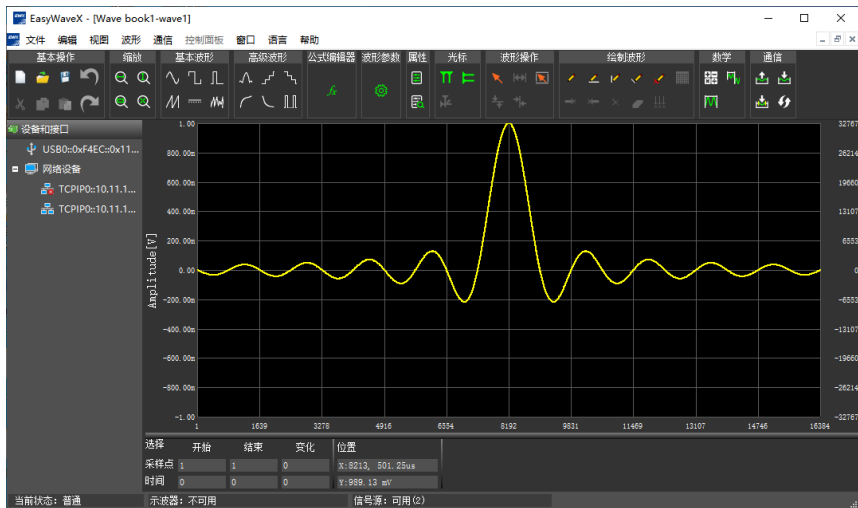 EasyWaveX - [Wave book1-wave1]
文件 编辑 视图 波形 通信 控制面板 窗口 语言 帮助
基本操作 缩放 基本波形 高级波形 公式编辑器 波形参数 属性 光标 波形操作 绘制波形 数学 通信
fx
设备和接口
USB0::0xF4EC::0x11...
网络设备
TCPIP0::10.11.1...
TCPIP0::10.11.1...
Amplitude[V]
1.00 32767
800.00m 26214
600.00m 19660
400.00m 13107
200.00m 6553
0.00 0
-200.00m -6553
-400.00m -13107
-600.00m -19660
-800.00m -26214
-1.00 -32767
1 1639 3278 4916 6554 8192 9831 11469 13107 14746 16384
选择 开始 结束 变化 位置
采样点 1 1 0 X:8213, 501.25us
时间 0 0 0 Y:989.13 mV
当前状态: 普通 示波器: 不可用 信号源: 可用(2)